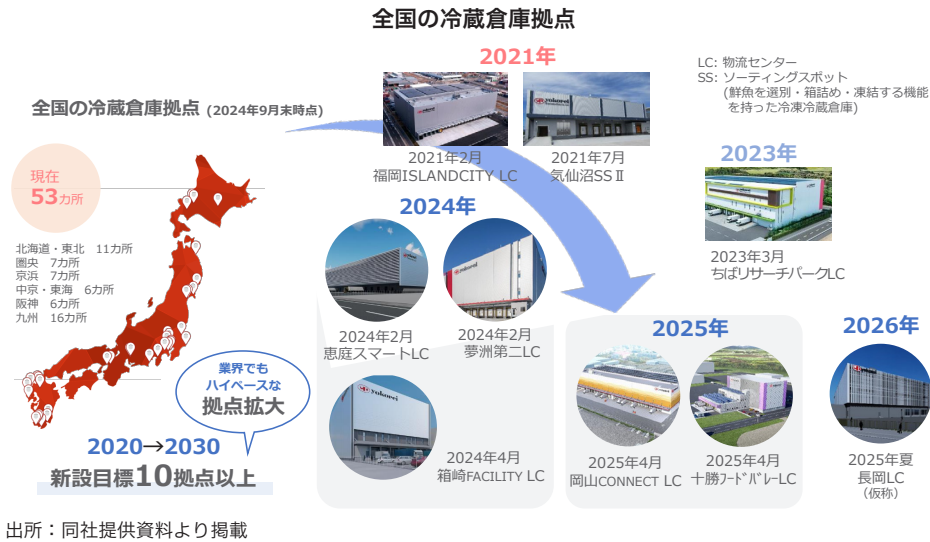 全国の冷蔵倉庫拠点
2021年
LC: 物流センター
SS: ソーティングスポット
(鮮魚を選別・箱詰め・凍結する機能
を持った冷凍冷蔵倉庫)
全国の冷蔵倉庫拠点 (2024年9月末時点)
yokorei
yokorei
2021年2月
福岡ISLANDCITY LC
2021年7月
気仙沼SSⅡ
現在
53カ所
北海道・東北 11カ所
圏央 7カ所
京浜 7カ所
中京・東海 6カ所
阪神 6カ所
九州 16カ所
2023年
2023年3月
ちばリサーチパークLC
2024年
yokorei
2024年2月
恵庭スマートLC
2024年2月
夢洲第二LC
yokorei
2024年4月
箱崎FACILITY LC
業界でも
ハイペースな
拠点拡大
2020→2030
新設目標10拠点以上
2025年
2025年4月
岡山CONNECT LC
2025年4月
十勝フードバレーLC
2026年
2025年夏
長岡LC
(仮称)
出所：同社提供資料より掲載